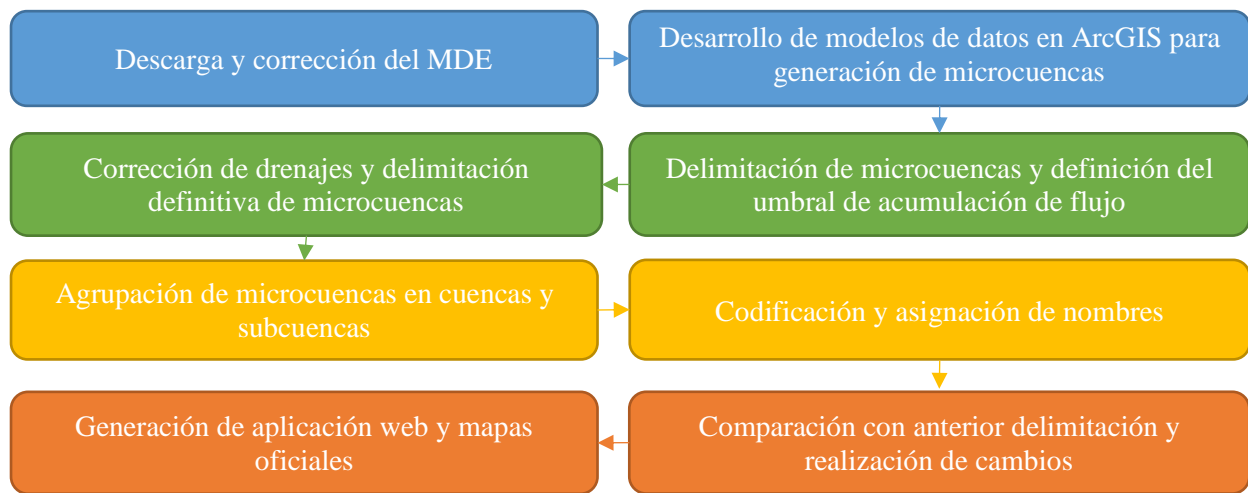 Descarga y corrección del MDE
Desarrollo de modelos de datos en ArcGIS para
generación de microcuencas
Delimitación de microcuencas y definición del
umbral de acumulación de flujo
Corrección de drenajes y delimitación
definitiva de microcuencas
Agrupación de microcuencas en cuencas y
subcuencas
Codificación y asignación de nombres
Comparación con anterior delimitación y
realización de cambios
Generación de aplicación web y mapas
oficiales